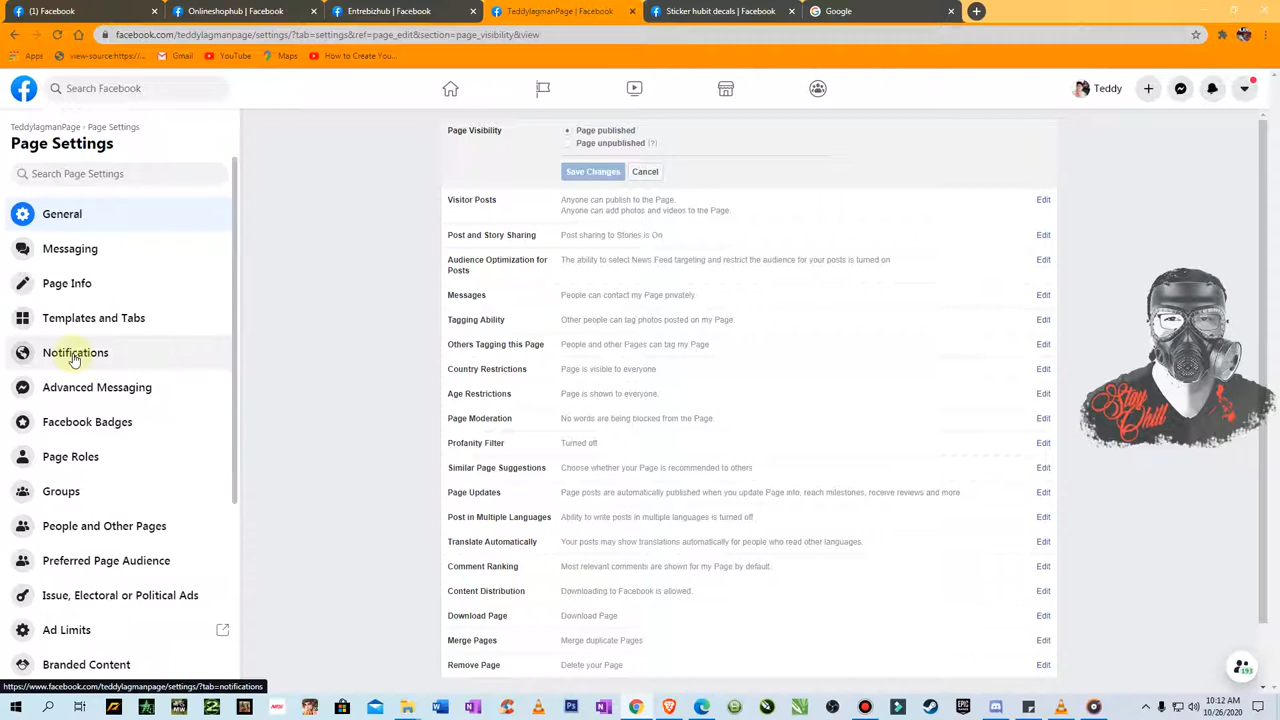 (1) Facebook
Onlineshophub | Facebook
Entrebizhub | Facebook
TeddylagmanPage | Facebook
Sticker hubit decals | Facebook
Google
facebook.com/teddylagmanpage/settings/?tab=settings&ref=page_edit&section=page_visibility&view
Apps
view-source:https://...
Gmail
YouTube
Maps
How to Create You...
Search Facebook
Teddy
TeddylagmanPage › Page Settings
Page Settings
Search Page Settings
General
Messaging
Page Info
Templates and Tabs
Notifications
Advanced Messaging
Facebook Badges
Page Roles
Groups
People and Other Pages
Preferred Page Audience
Issue, Electoral or Political Ads
Ad Limits
Branded Content
Page Visibility
Page published
Page unpublished [?]
Save Changes
Cancel
Visitor Posts Anyone can publish to the Page. Edit
Anyone can add photos and videos to the Page.
Post and Story Sharing Post sharing to Stories is On Edit
Audience Optimization for Posts The ability to select News Feed targeting and restrict the audience for your posts is turned on Edit
Messages People can contact my Page privately. Edit
Tagging Ability Other people can tag photos posted on my Page. Edit
Others Tagging this Page People and other Pages can tag my Page Edit
Country Restrictions Page is visible to everyone Edit
Age Restrictions Page is shown to everyone. Edit
Page Moderation No words are being blocked from the Page. Edit
Profanity Filter Turned off Edit
Similar Page Suggestions Choose whether your Page is recommended to others Edit
Page Updates Page posts are automatically published when you update Page info, reach milestones, receive reviews and more Edit
Post in Multiple Languages Ability to write posts in multiple languages is turned off Edit
Translate Automatically Your posts may show translations automatically for people who read other languages. Edit
Comment Ranking Most relevant comments are shown for my Page by default. Edit
Content Distribution Downloading to Facebook is allowed. Edit
Download Page Download Page Edit
Merge Pages Merge duplicate Pages Edit
Remove Page Delete your Page Edit
Stay Chill
193
https://www.facebook.com/teddylagmanpage/settings/?tab=notifications
10:12 AM
10/26/2020